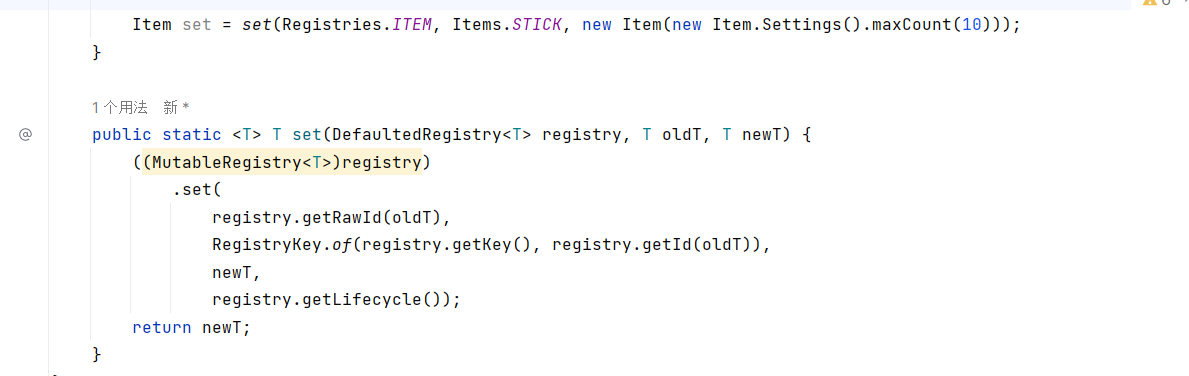 Item set = set(Registries.ITEM, Items.STICK, new Item(new Item.Settings().maxCount(10)));
}
1 个用法 新 *
@ public static <T> T set(DefaultedRegistry<T> registry, T oldT, T newT) {
((MutableRegistry<T>)registry)
.set(
registry.getRawId(oldT),
RegistryKey.of(registry.getKey(), registry.getId(oldT)),
newT,
registry.getLifecycle());
return newT;
}